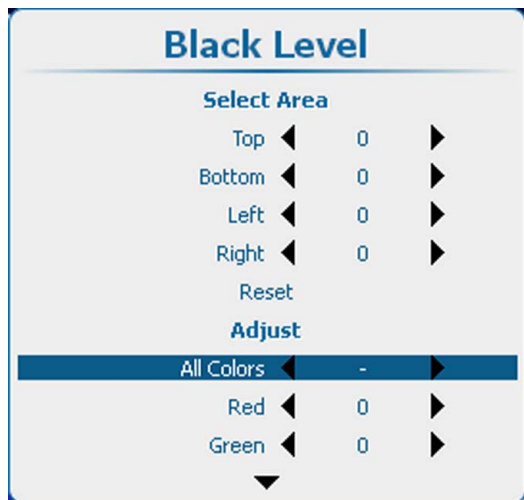 Black Level
Select Area
Top 0
Bottom 0
Left 0
Right 0
Reset
Adjust
All Colors -
Red 0
Green 0